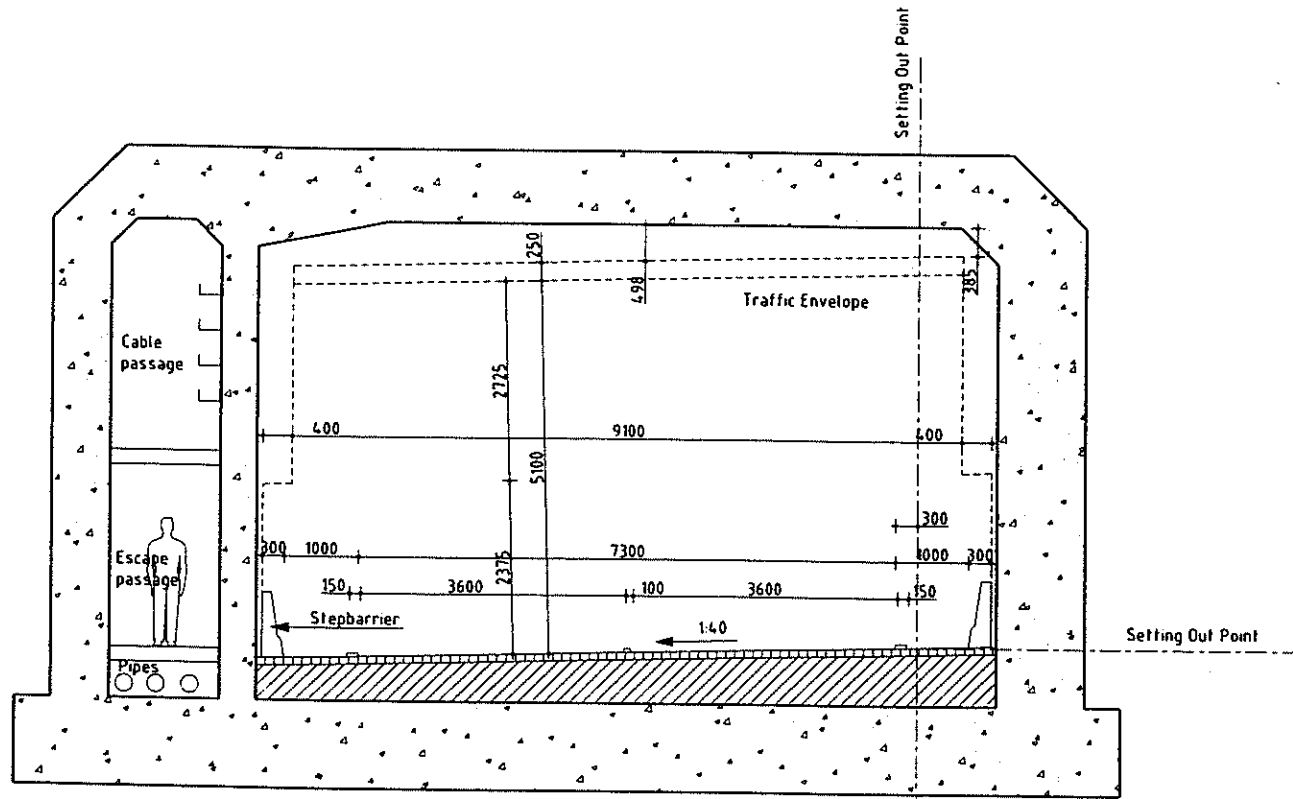 Setting Out Point
250
498
385
Traffic Envelope
Cable
passage
2725
400
9100
400
5100
300
Escape
passage
300
1000
2375
7300
1000
300
150
3600
100
3600
150
Stepbarrier
1:40
Setting Out Point
Pipes